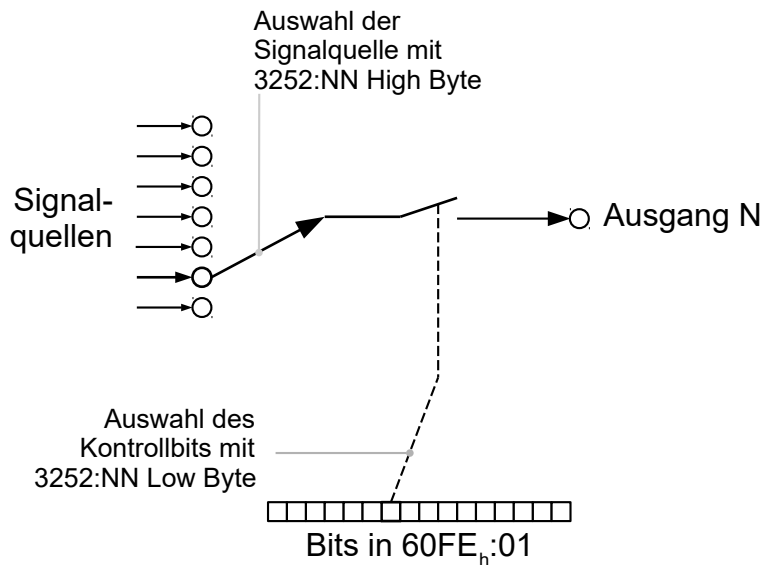 Auswahl der
Signalquelle mit
3252:NN High Byte
Signal-
quellen
Ausgang N
Auswahl des
Kontrollbits mit
3252:NN Low Byte
Bits in 60FEₕ:01